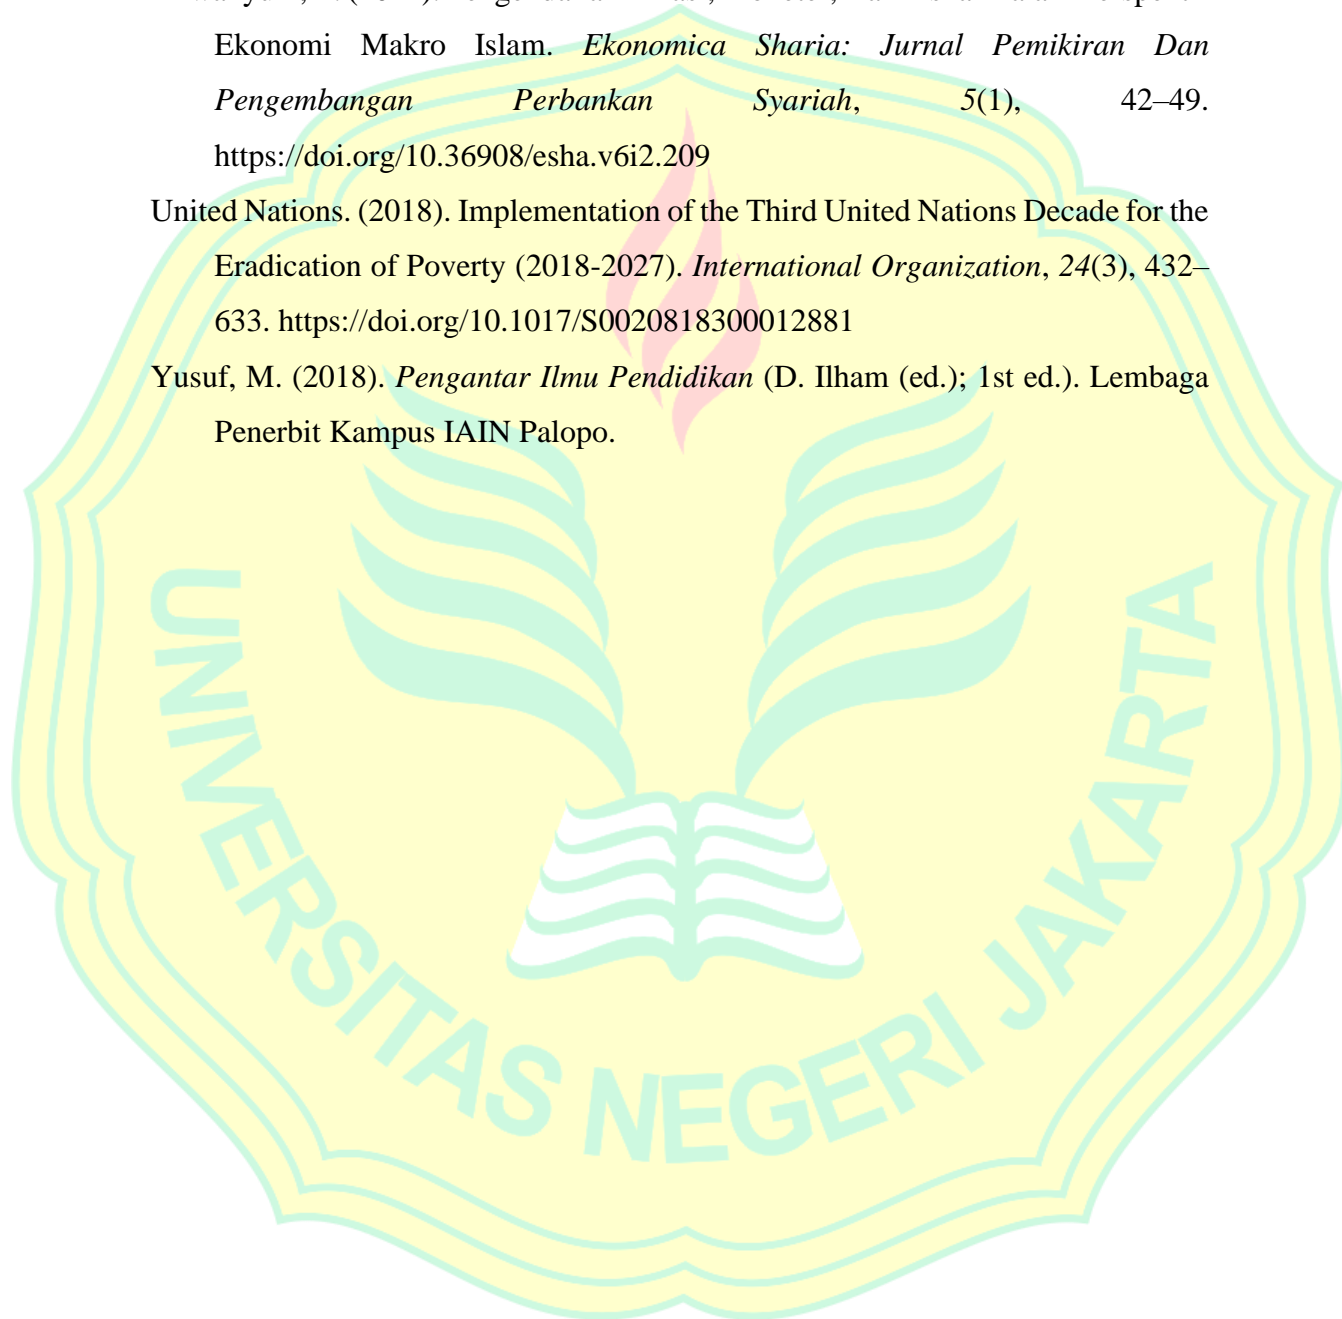 Ekonomi Makro Islam. Ekonomica Sharia: Jurnal Pemikiran Dan
Pengembangan Perbankan Syariah, 5(1), 42–49.
https://doi.org/10.36908/esha.v6i2.209
United Nations. (2018). Implementation of the Third United Nations Decade for the
Eradication of Poverty (2018-2027). International Organization, 24(3), 432–
633. https://doi.org/10.1017/S0020818300012881
Yusuf, M. (2018). Pengantar Ilmu Pendidikan (D. Ilham (ed.); 1st ed.). Lembaga
Penerbit Kampus IAIN Palopo.
UNIVERSITAS NEGERI JAKARTA